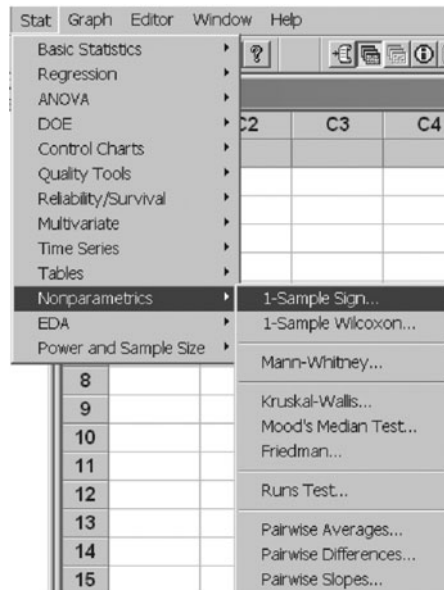 Stat Graph Editor Window Help
Basic Statistics
Regression
ANOVA
DOE
Control Charts
Quality Tools
Reliability/Survival
Multivariate
Time Series
Tables
Nonparametrics
EDA
Power and Sample Size
?
C2 C3 C4
1-Sample Sign...
1-Sample Wilcoxon...
Mann-Whitney...
Kruskal-Wallis...
Mood's Median Test...
Friedman...
Runs Test...
Pairwise Averages...
Pairwise Differences...
Pairwise Slopes...
8
9
10
11
12
13
14
15